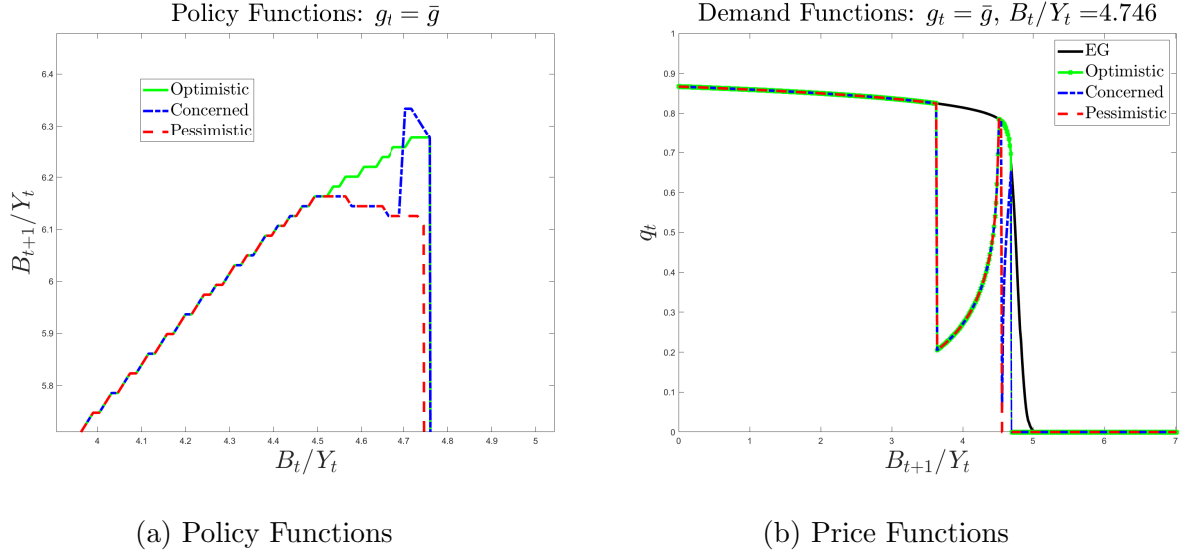 Policy Functions: $g_t = \bar{g}$
6.4
6.3
6.2
6.1
6
5.9
5.8
$B_{t+1}/Y_t$
Optimistic
Concerned
Pessimistic
4
4.1
4.2
4.3
4.4
4.5
4.6
4.7
4.8
4.9
5
$B_t/Y_t$
(a) Policy Functions
Demand Functions: $g_t = \bar{g}$, $B_t/Y_t = 4.746$
1
0.9
0.8
0.7
0.6
0.5
0.4
0.3
0.2
0.1
0
$q_t$
EG
Optimistic
Concerned
Pessimistic
0
1
2
3
4
5
6
7
$B_{t+1}/Y_t$
(b) Price Functions